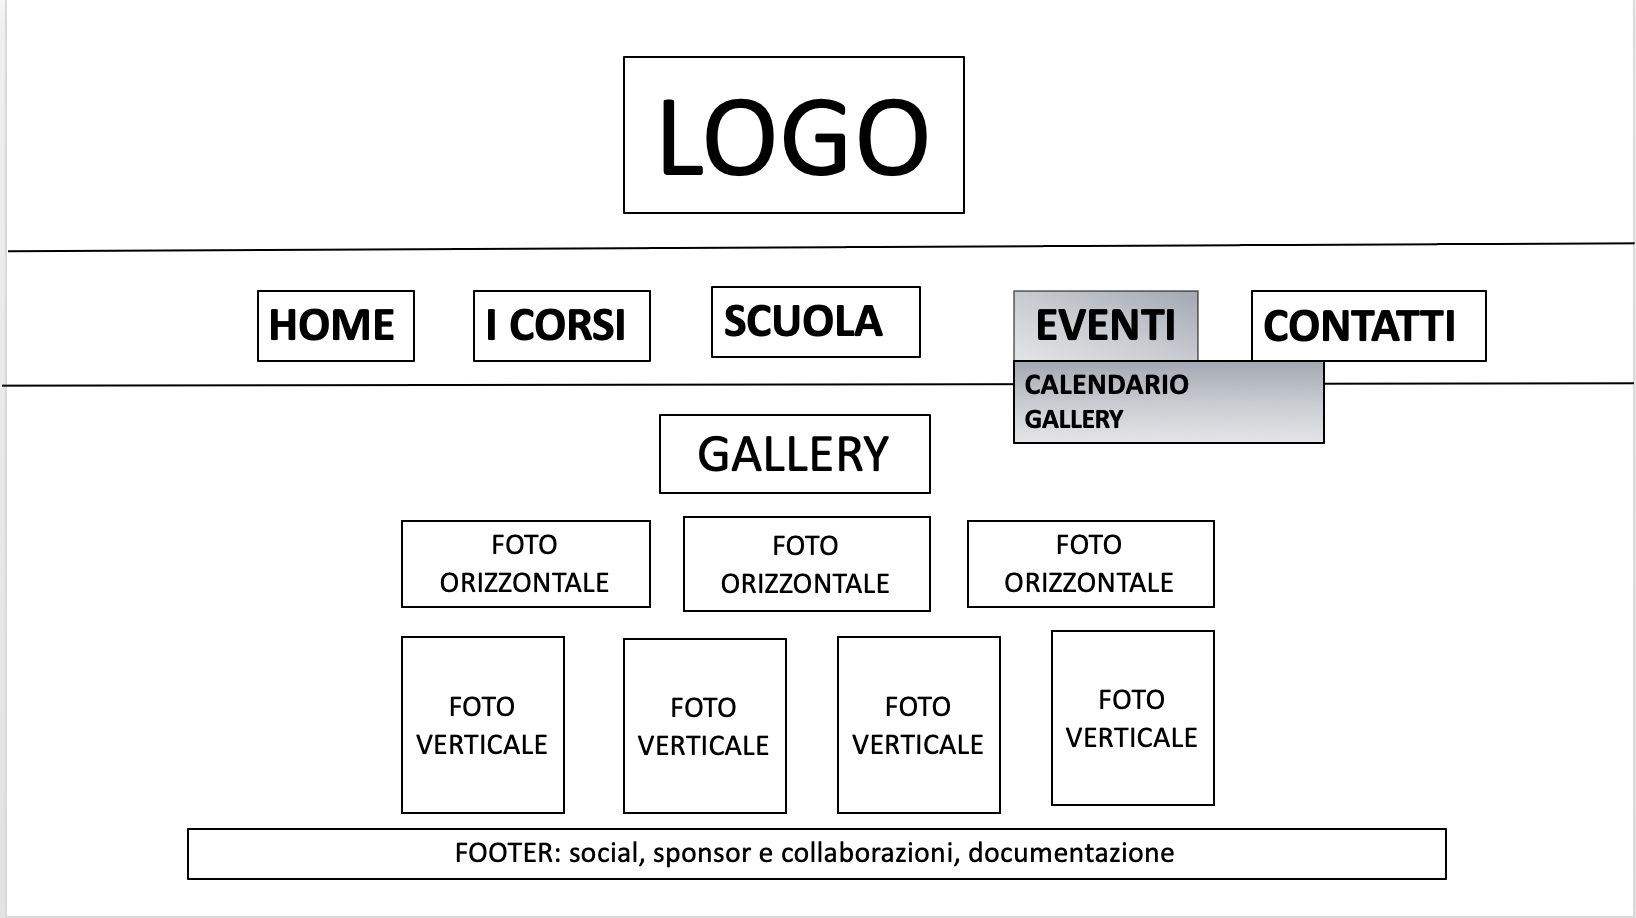 LOGO
HOME
I CORSI
SCUOLA
EVENTI
CONTATTI
CALENDARIO
GALLERY
GALLERY
FOTO
ORIZZONTALE
FOTO
ORIZZONTALE
FOTO
ORIZZONTALE
FOTO
VERTICALE
FOTO
VERTICALE
FOTO
VERTICALE
FOTO
VERTICALE
FOOTER: social, sponsor e collaborazioni, documentazione